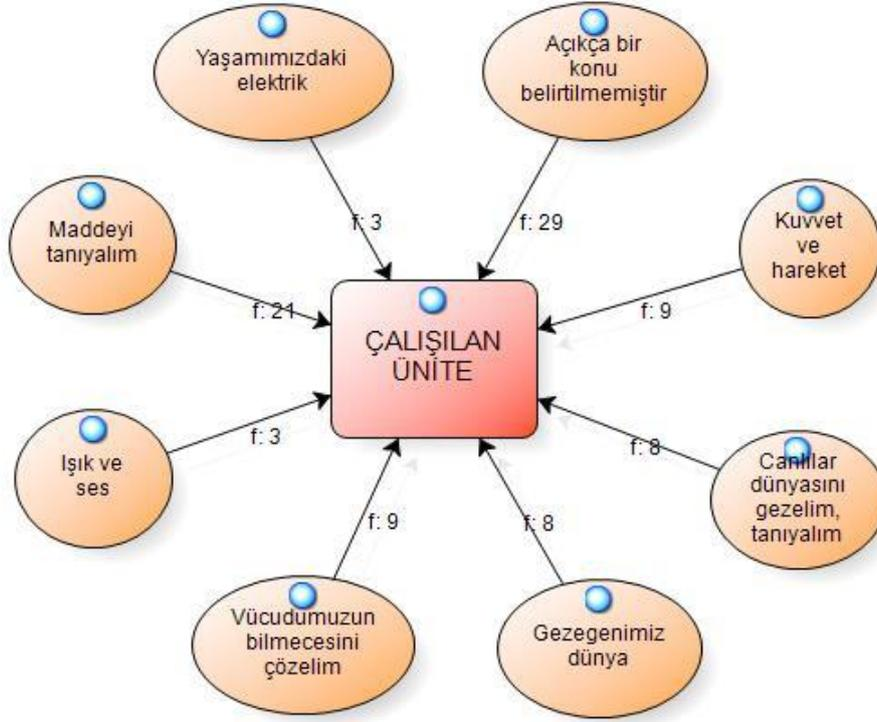 Yaşamımızdaki
elektrik
Açıkça bir
konu
belirtilmemiştir
f: 3
f: 29
Maddeyi
tanıyalım
Kuvvet
ve
hareket
f: 21
f: 9
ÇALIŞILAN
ÜNİTE
Işık ve
ses
f: 3
f: 8
Canlılar
dünyasını
gezelim,
tanıyalım
f: 9
f: 8
Vücudumuzun
bilmecesini
çözelim
Gezegenimiz
dünya